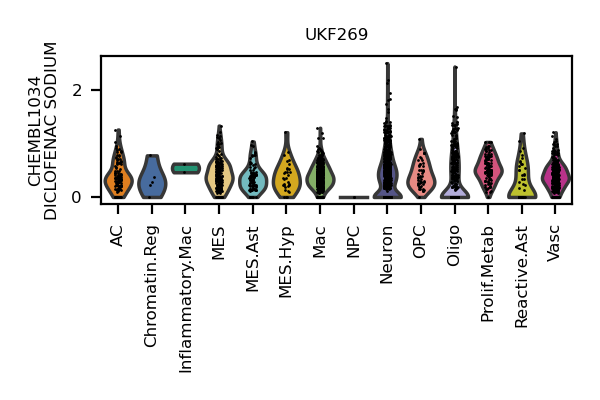 UKF269
CHEMBL1034
DICLOFENAC SODIUM
2
0
AC
Chromatin.Reg
Inflammatory.Mac
MES
MES.Ast
MES.Hyp
Mac
NPC
Neuron
OPC
Oligo
Prolif.Metab
Reactive.Ast
Vasc